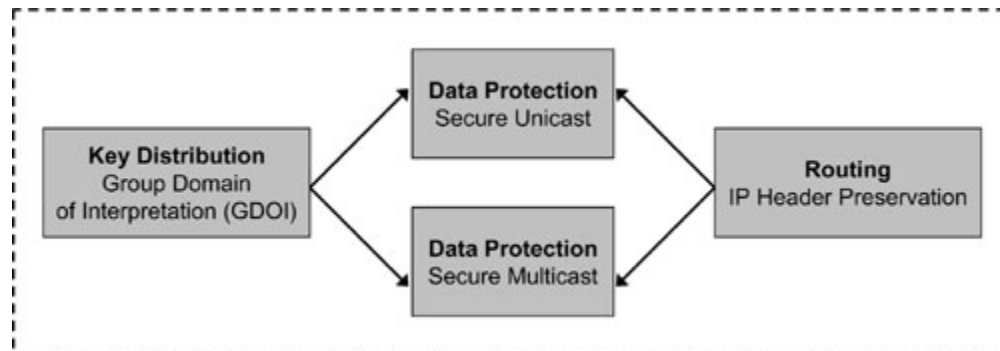 Key Distribution
Group Domain
of Interpretation (GDOI)
Data Protection
Secure Unicast
Data Protection
Secure Multicast
Routing
IP Header Preservation